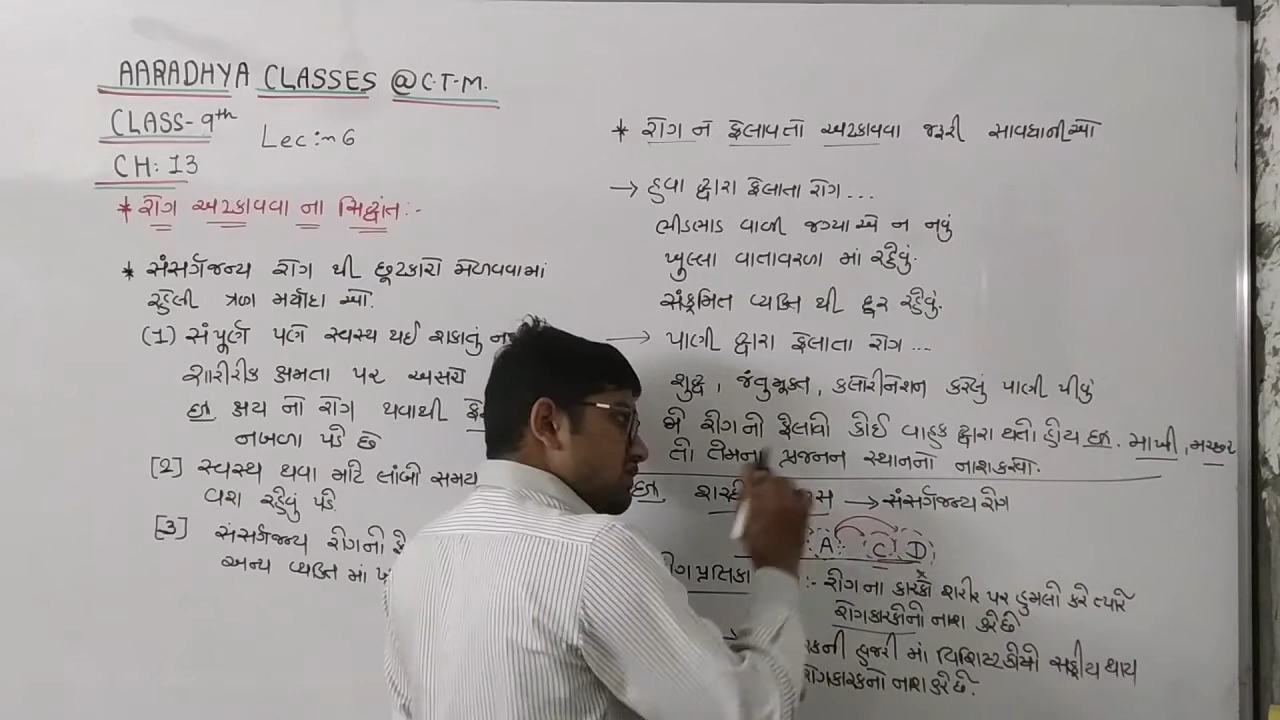 AARADHYA CLASSES @C.T.M.
CLASS-9th
Lec:-6
CH:13
* રોગ અટકાવવા ના સિદ્ધાંત:-
* સંસર્ગજન્ય રોગ થી છૂટકારો મેળવવામાં
રહેલી ત્રણ મર્યાદા ઓ.
(1) સંપૂર્ણ પણે સ્વસ્થ થઈ શકાતું
શારીરીક ક્ષમતા પર અસર
દા.ત. ક્ષય નો રોગ થવાથી
નબળા પડે છે
[2] સ્વસ્થ થવા માટે લાંબો સમય
વશ રહેવું પડે
[3] સંસર્ગજન્ય રોગનો
અન્ય વ્યક્તિ માં
* રોગ ને ફેલાવતો અટકાવવા જરૂરી સાવધાનીઓ
→ હવા દ્વારા ફેલાતા રોગ...
ભીડભાડ વાળી જગ્યા એ ન જવું
ખુલ્લા વાતાવરણ માં રહેવું.
સંક્રમિત વ્યક્તિ થી દૂર રહેવું.
→ પાણી દ્વારા ફેલાતા રોગ...
શુદ્ધ, જંતુમૂક્ત, કલોરીનેશન કરેલું પાણી પીવું
જે રોગનો ફેલાવો કોઈ વાહક દ્વારા થતો હોય દા.ત. માખી, મચ્છર
તો તેમના પ્રજનન સ્થાનનો નાશ કરવો.
દા.ત. → સંસર્ગજન્ય રોગ
A C D
:- રોગ ના કારકો શરીર પર હુમલો કરે ત્યારે
રોગકારકોનો નાશ કરે છે
હાજરી માં વિશિષ્ટ કોષો સક્રીય થાય
રોગકારકનો નાશ કરે છે.